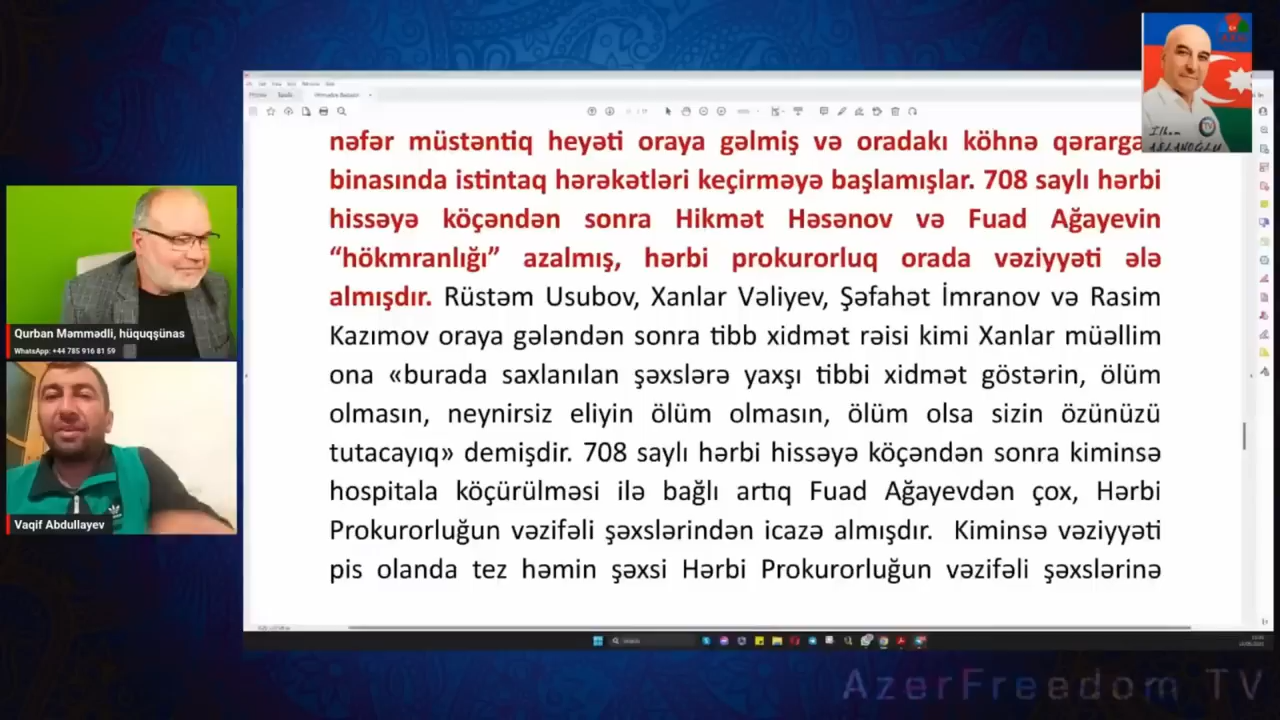 nəfər müstəntiq heyəti oraya gəlmiş və oradakı köhnə qərarga
binasında istintaq hərəkətləri keçirməyə başlamışlar. 708 saylı hərbi
hissəyə köçəndən sonra Hikmət Həsənov və Fuad Ağayevin
“hökmranlığı” azalmış, hərbi prokurorluq orada vəziyyəti ələ
almışdır. Rüstəm Usubov, Xanlar Vəliyev, Şəfahət İmranov və Rasim
Kazımov oraya gələndən sonra tibb xidmət rəisi kimi Xanlar müəllim
ona «burada saxlanılan şəxslərə yaxşı tibbi xidmət göstərin, ölüm
olmasın, neynirsiz eliyin ölüm olmasın, ölüm olsa sizin özünüzü
tutacayıq» demişdir. 708 saylı hərbi hissəyə köçəndən sonra kiminsə
hospitala köçürülməsi ilə bağlı artıq Fuad Ağayevdən çox, Hərbi
Prokurorluğun vəzifəli şəxslərindən icazə almışdır. Kiminsə vəziyyəti
pis olanda tez həmin şəxsi Hərbi Prokurorluğun vəzifəli şəxslərinə
Qurban Məmmədli, hüquqşünas
WhatsApp: +44 785 916 81 59
Vaqif Abdullayev
TV
İlham
ASLANOĞLU
AzerFreedom TV